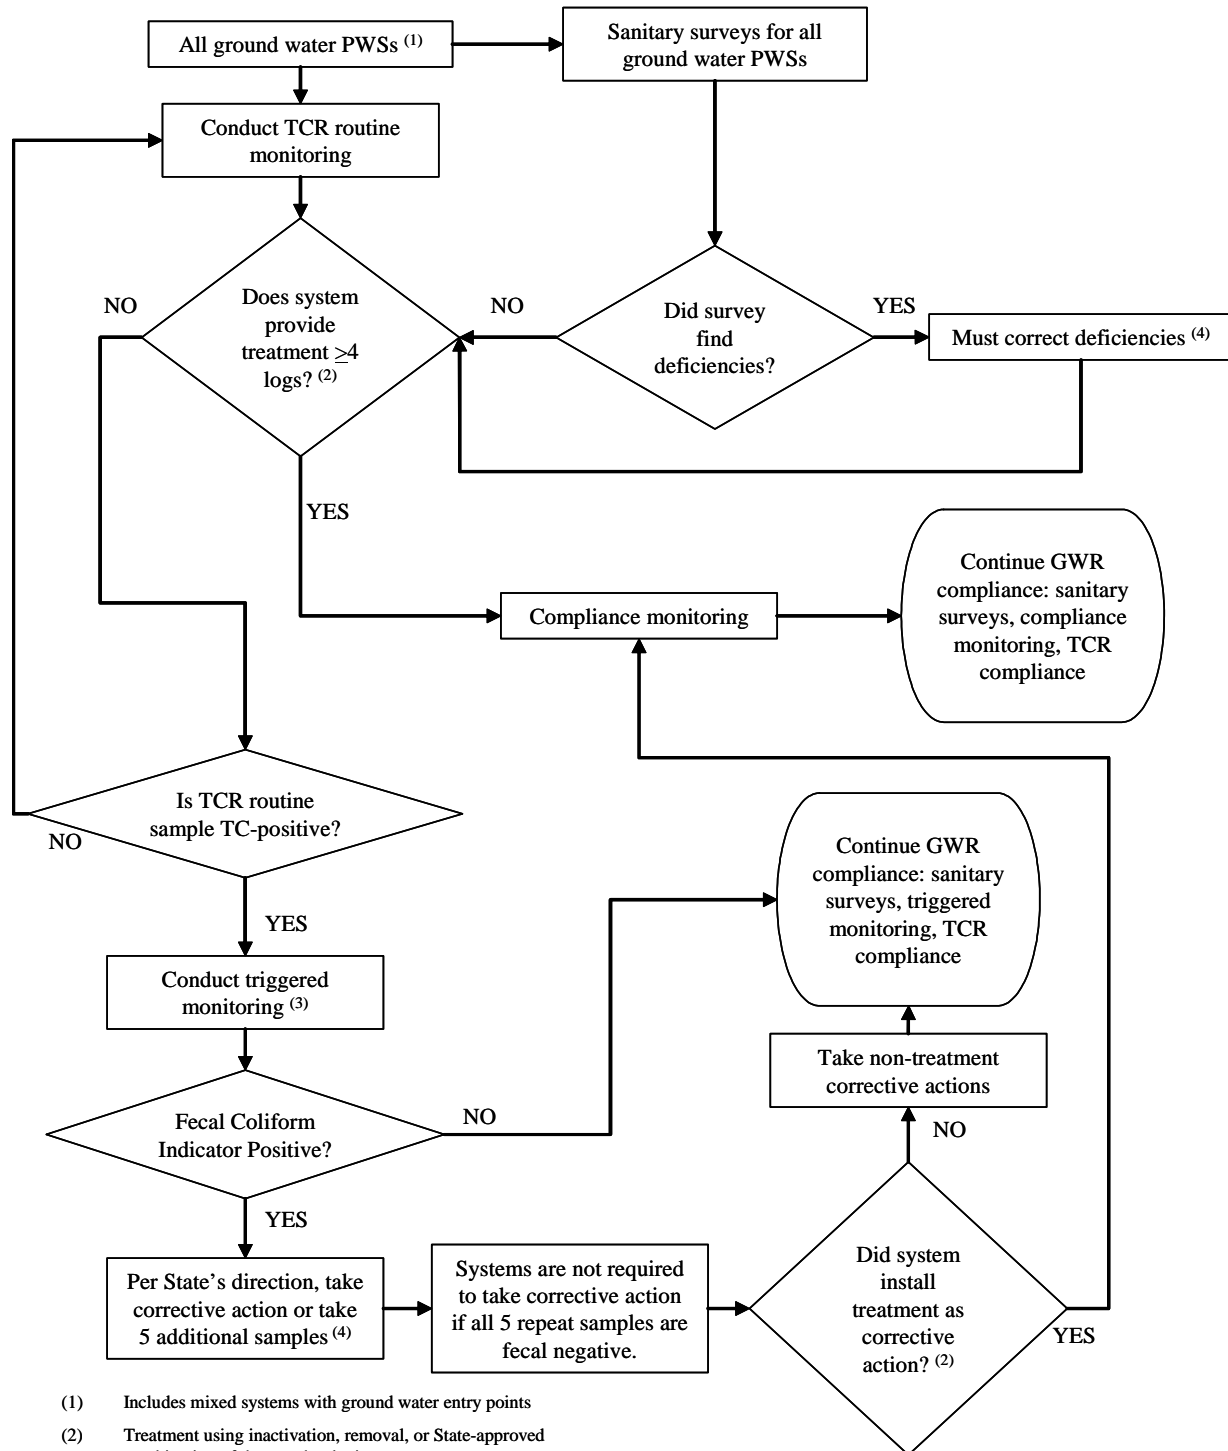 All ground water PWSs (1)
Sanitary surveys for all
ground water PWSs
Conduct TCR routine
monitoring
NO
Does system
provide
treatment ≥4
logs? (2)
NO
Did survey
find
deficiencies?
YES
Must correct deficiencies (4)
YES
Compliance monitoring
Continue GWR
compliance: sanitary
surveys, compliance
monitoring, TCR
compliance
Is TCR routine
sample TC-positive?
NO
YES
Continue GWR
compliance: sanitary
surveys, triggered
monitoring, TCR
compliance
Conduct triggered
monitoring (3)
Take non-treatment
corrective actions
Fecal Coliform
Indicator Positive?
NO
NO
YES
Per State’s direction, take
corrective action or take
5 additional samples (4)
Systems are not required
to take corrective action
if all 5 repeat samples are
fecal negative.
Did system
install
treatment as
corrective
action? (2)
YES
(1) Includes mixed systems with ground water entry points
(2) Treatment using inactivation, removal, or State-approved